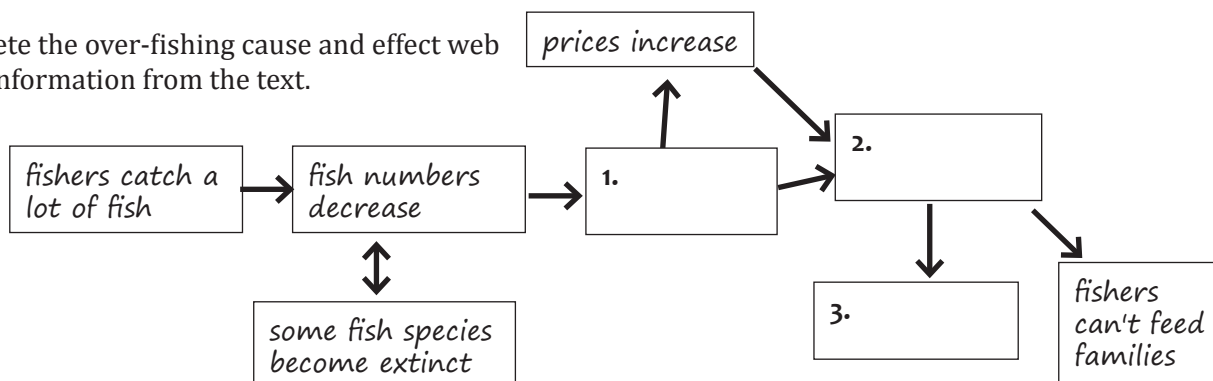 ete the over-fishing cause and effect web
nformation from the text.
prices increase
fishers catch a
lot of fish
fish numbers
decrease
1.
2.
some fish species
become extinct
3.
fishers
can't feed
families